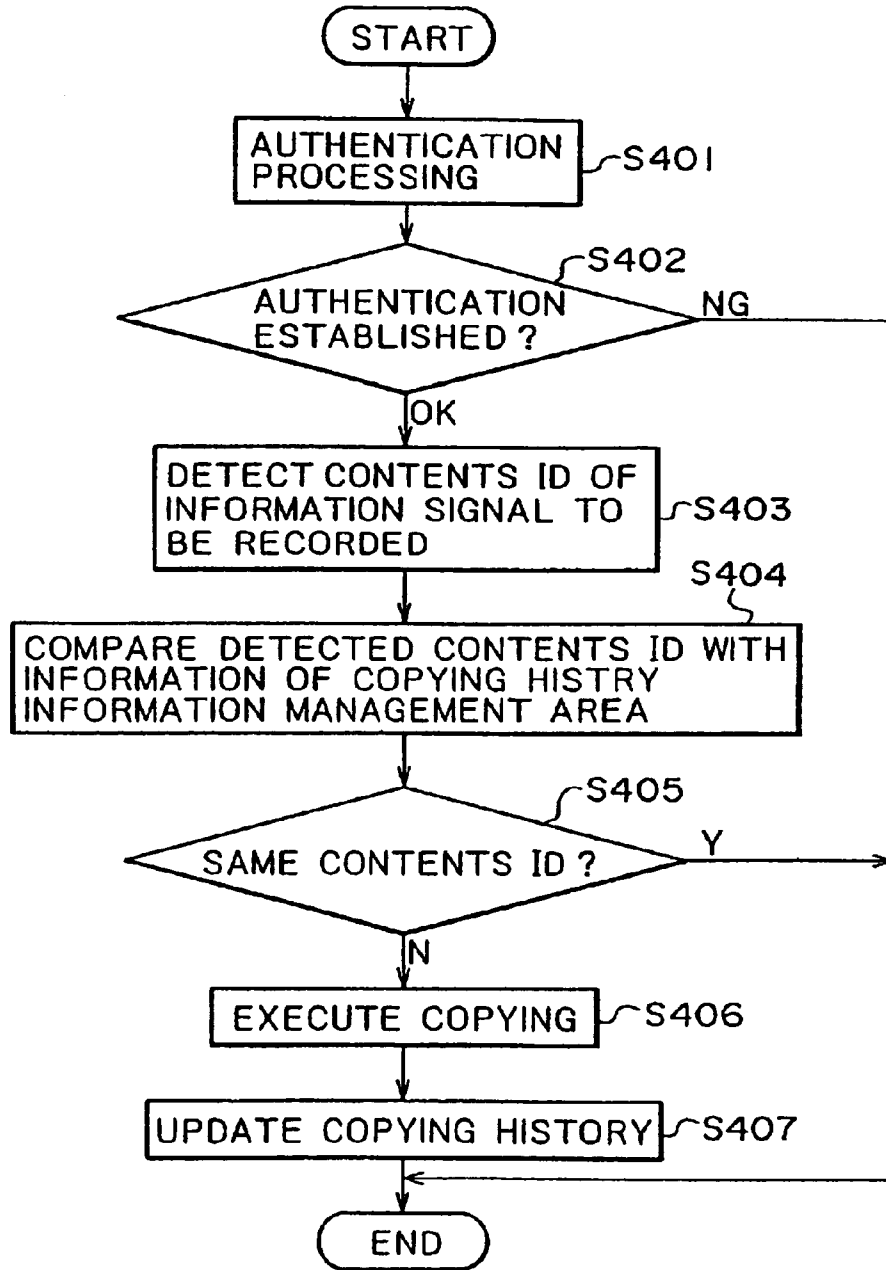 START
AUTHENTICATION
PROCESSING
S401
S402
AUTHENTICATION
ESTABLISHED?
NG
OK
DETECT CONTENTS ID OF
INFORMATION SIGNAL TO
BE RECORDED
S403
S404
COMPARE DETECTED CONTENTS ID WITH
INFORMATION OF COPYING HISTRY
INFORMATION MANAGEMENT AREA
S405
SAME CONTENTS ID?
Y
N
EXECUTE COPYING
S406
UPDATE COPYING HISTORY
S407
END